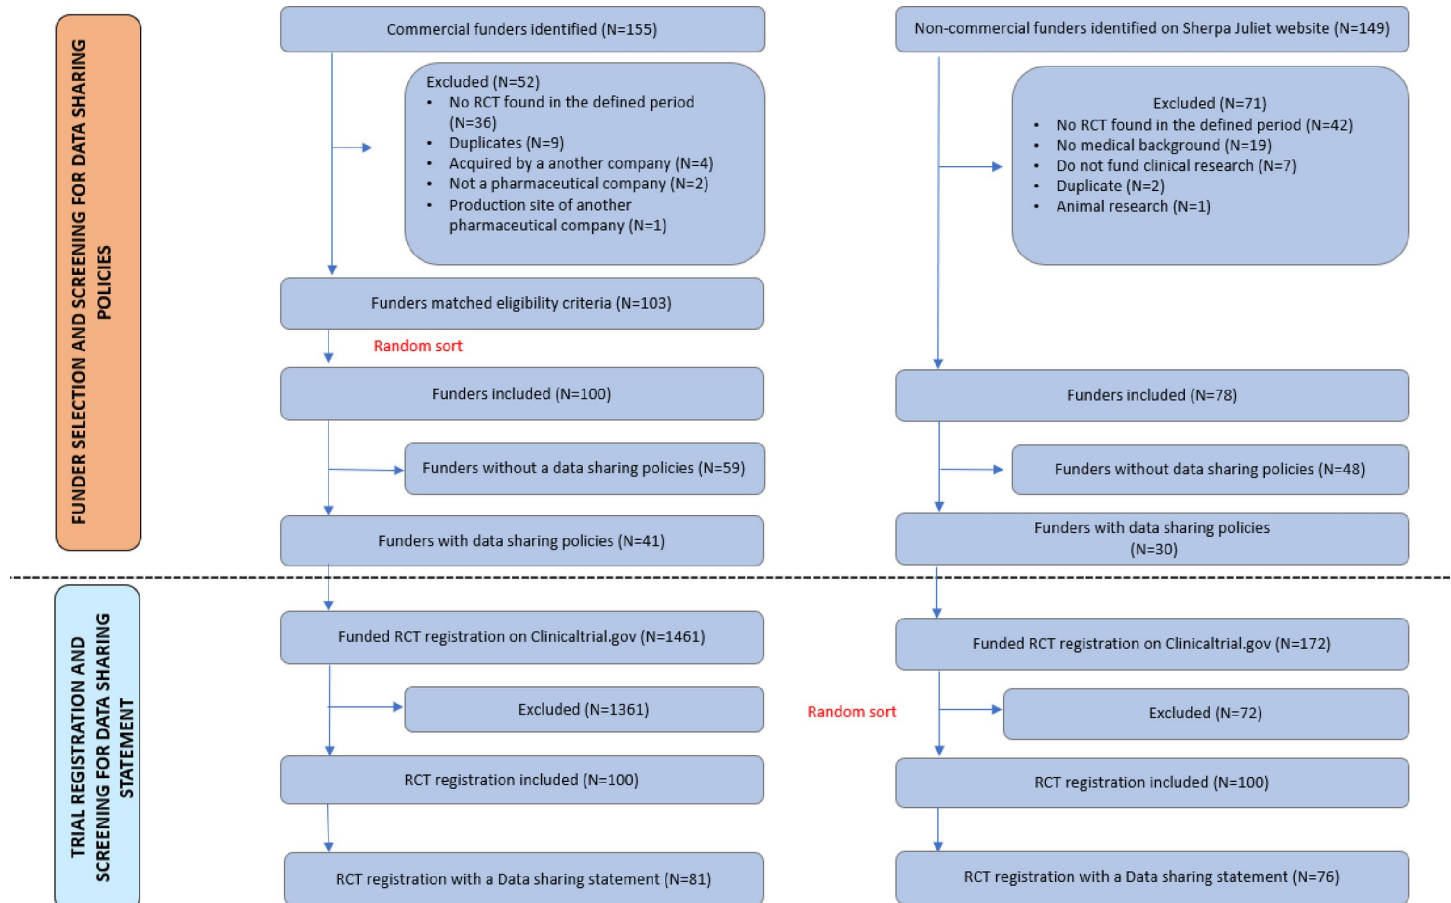 FUNDER SELECTION AND SCREENING FOR DATA SHARING
POLICIES
Commercial funders identified (N=155)
Excluded (N=52)
• No RCT found in the defined period
(N=36)
• Duplicates (N=9)
• Acquired by a another company (N=4)
• Not a pharmaceutical company (N=2)
• Production site of another
pharmaceutical company (N=1)
Funders matched eligibility criteria (N=103)
Random sort
Funders included (N=100)
Funders without a data sharing policies (N=59)
Funders with data sharing policies (N=41)
Non-commercial funders identified on Sherpa Juliet website (N=149)
Excluded (N=71)
• No RCT found in the defined period (N=42)
• No medical background (N=19)
• Do not fund clinical research (N=7)
• Duplicate (N=2)
• Animal research (N=1)
Funders included (N=78)
Funders without data sharing policies (N=48)
Funders with data sharing policies
(N=30)
TRIAL REGISTRATION AND
SCREENING FOR DATA SHARING
STATEMENT
Funded RCT registration on Clinicaltrial.gov (N=1461)
Excluded (N=1361)
RCT registration included (N=100)
RCT registration with a Data sharing statement (N=81)
Funded RCT registration on Clinicaltrial.gov (N=172)
Random sort
Excluded (N=72)
RCT registration included (N=100)
RCT registration with a Data sharing statement (N=76)